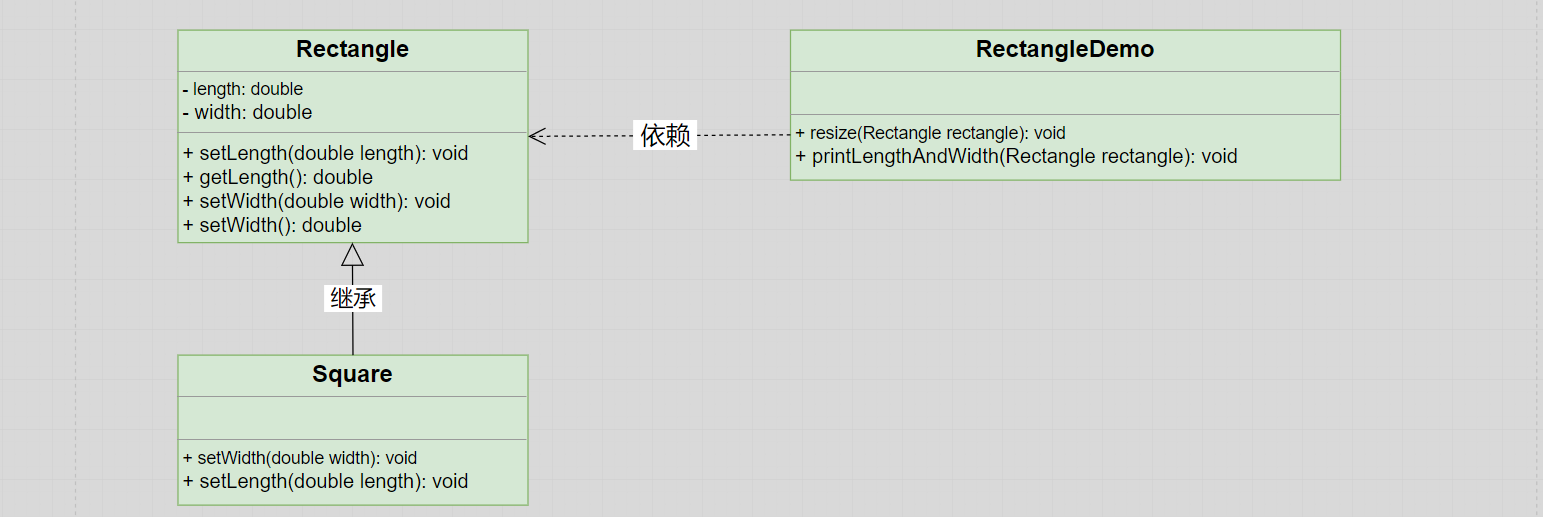 Rectangle
- length: double
- width: double
+ setLength(double length): void
+ getLength(): double
+ setWidth(double width): void
+ setWidth(): double
依赖
RectangleDemo
+ resize(Rectangle rectangle): void
+ printLengthAndWidth(Rectangle rectangle): void
继承
Square
+ setWidth(double width): void
+ setLength(double length): void